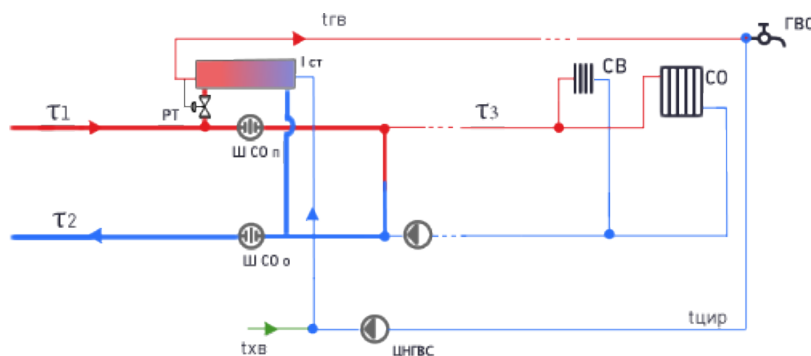 tгв
ГВС
I ст
СВ
СО
τ1
РТ
τ3
Ш СО п
τ2
Ш СО о
tцир
tхв
ЦНГВС